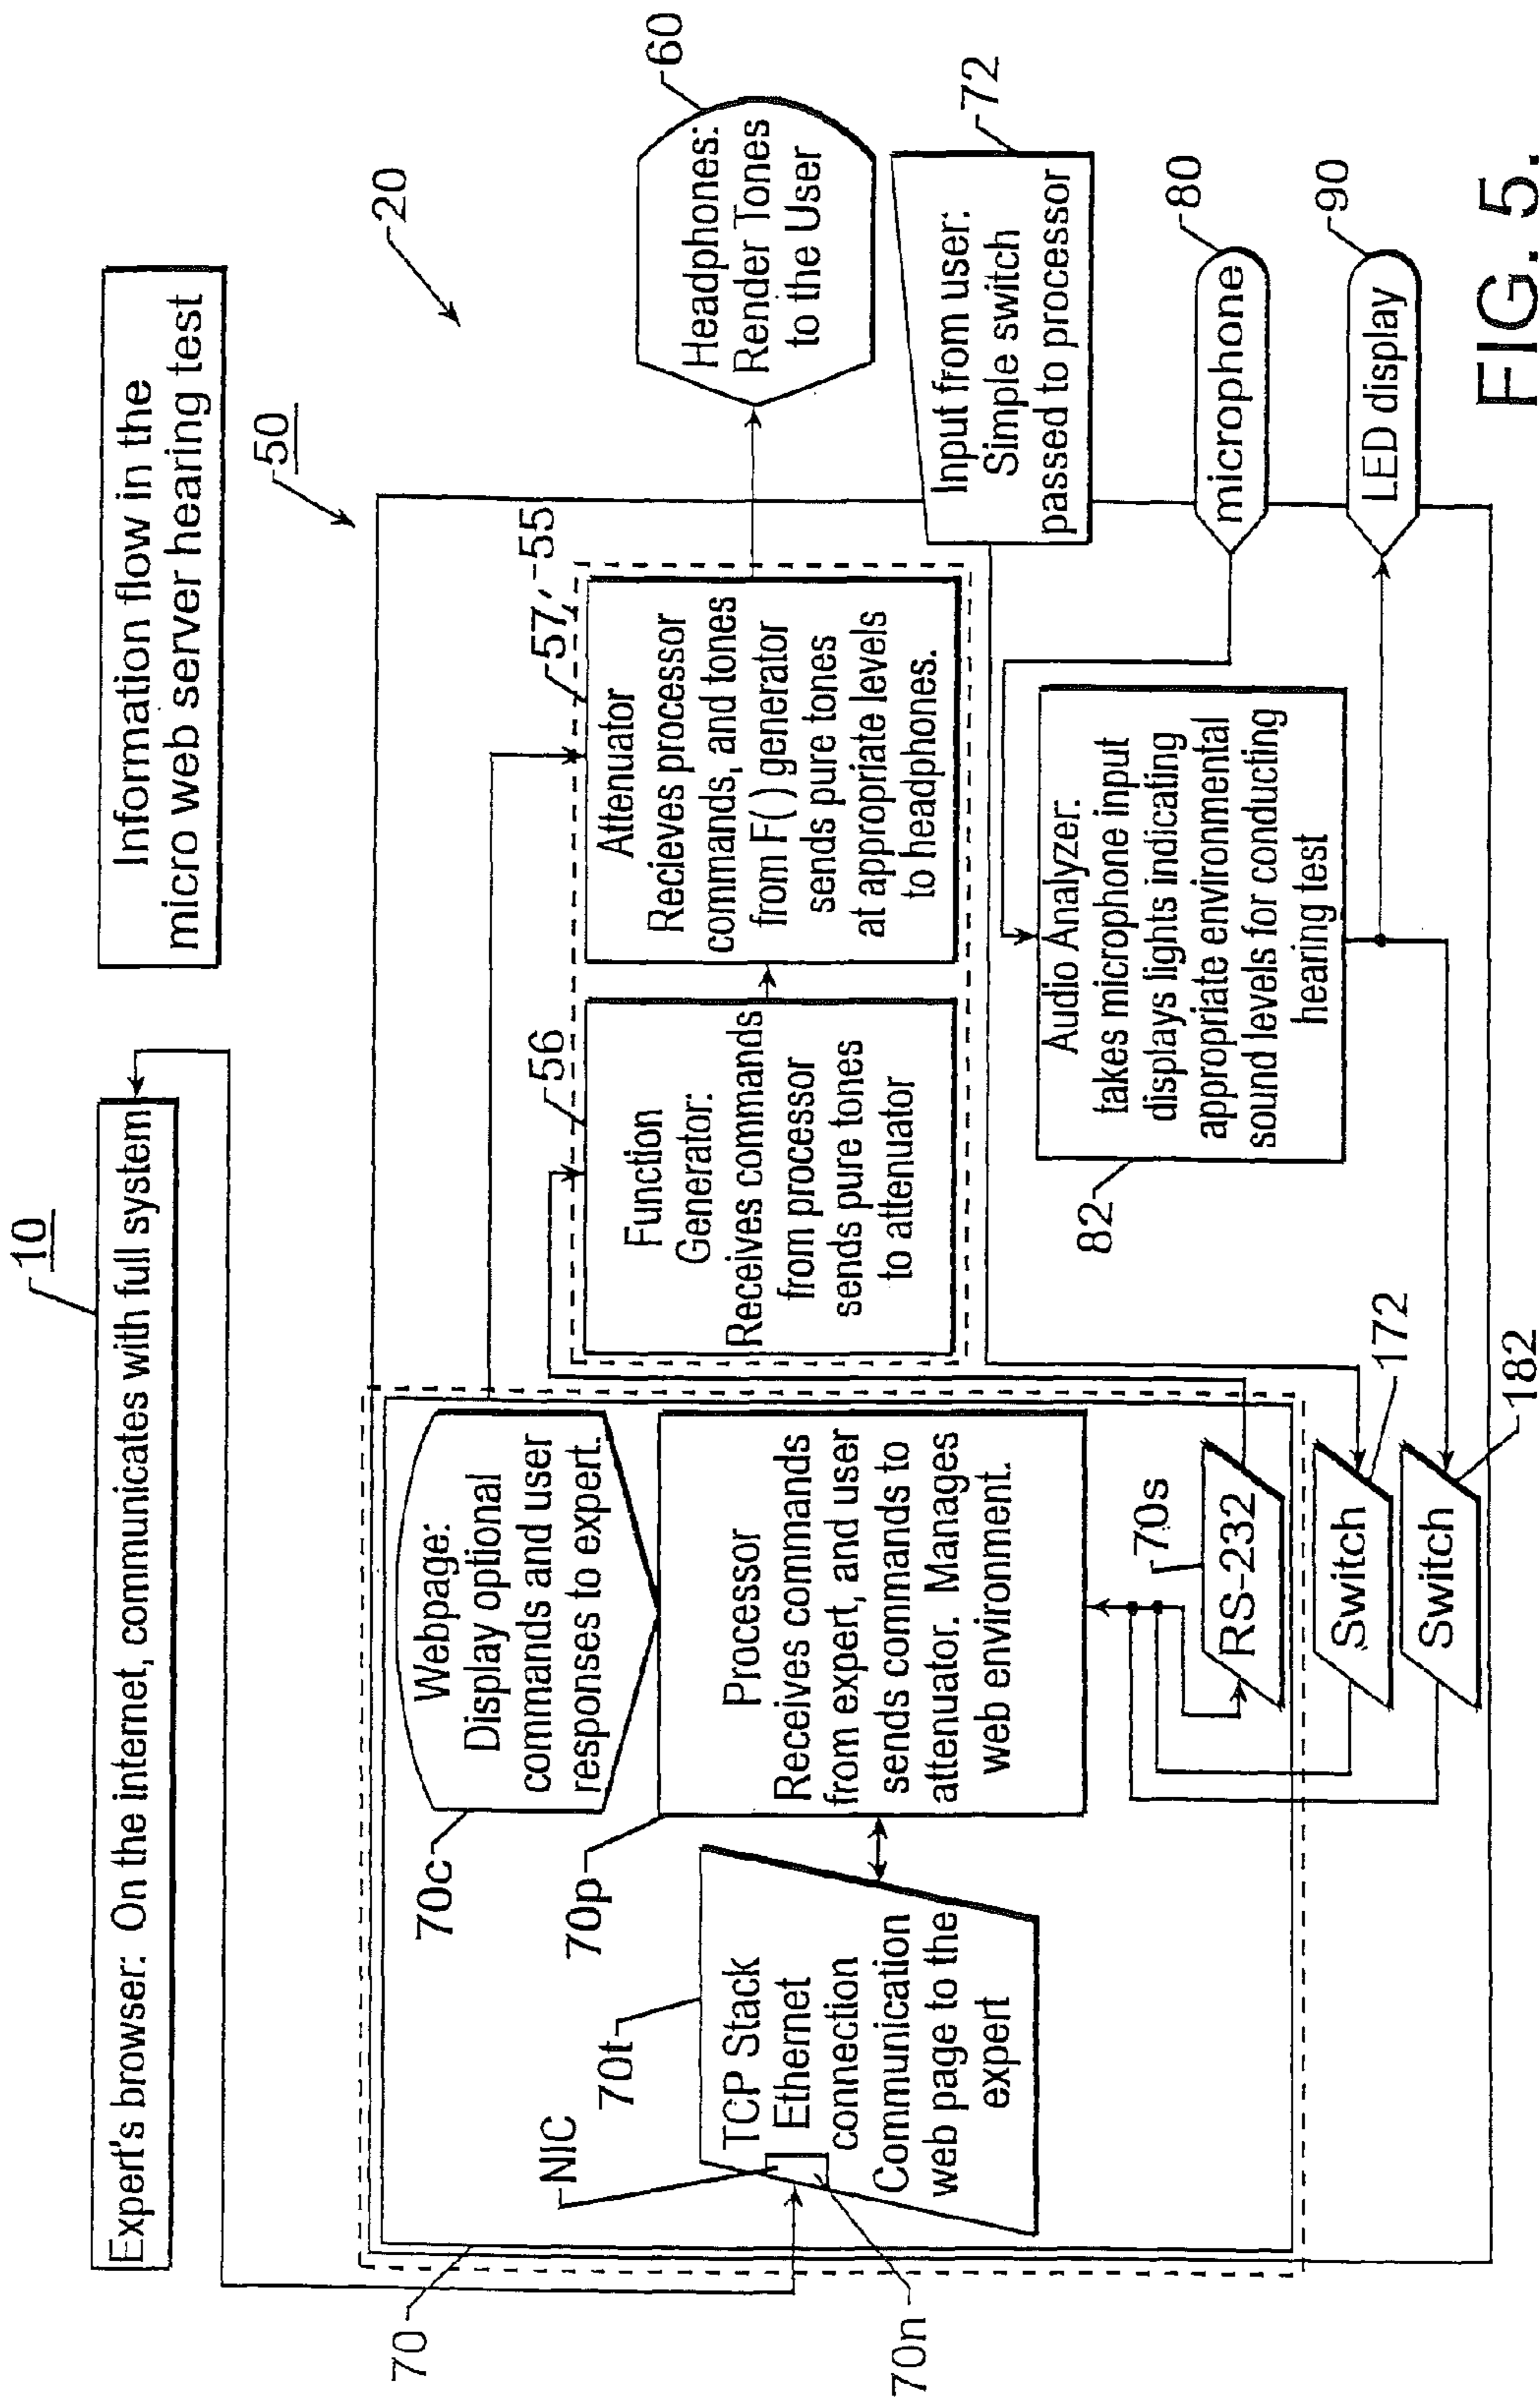 10
Expert's browser: On the internet, communicates with full system
Information flow in the
micro web server hearing test
50
20
70
70c
Webpage:
Display optional
commands and user
responses to expert.
70p
Processor
Receives commands
from expert, and user
sends commands to
attenuator. Manages
web environment.
NIC
70t
TCP Stack
Ethernet
connection
Communication
web page to the
expert
70n
70s
RS-232
Switch
172
Switch
182
56
Function
Generator:
Receives commands
from processor
sends pure tones
to attenuator
57
55
Attenuator
Recieves processor
commands, and tones
from F( ) generator
sends pure tones
at appropriate levels
to headphones.
60
Headphones:
Render Tones
to the User
72
Input from user:
Simple switch
passed to processor
82
Audio Analyzer:
takes microphone input
displays lights indicating
appropriate environmental
sound levels for conducting
hearing test
80
microphone
90
LED display
FIG. 5.